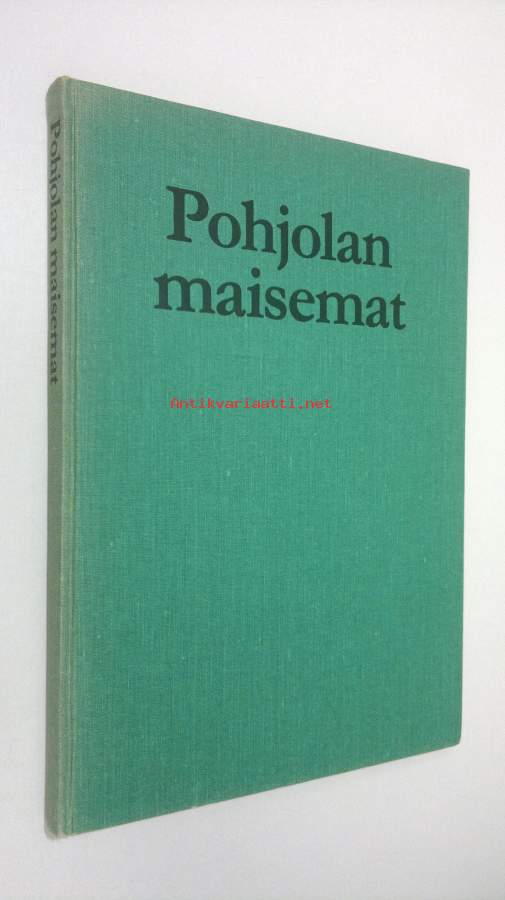 Pohjolan maisemat
Pohjolan
maisemat
Antikvariaatti.net